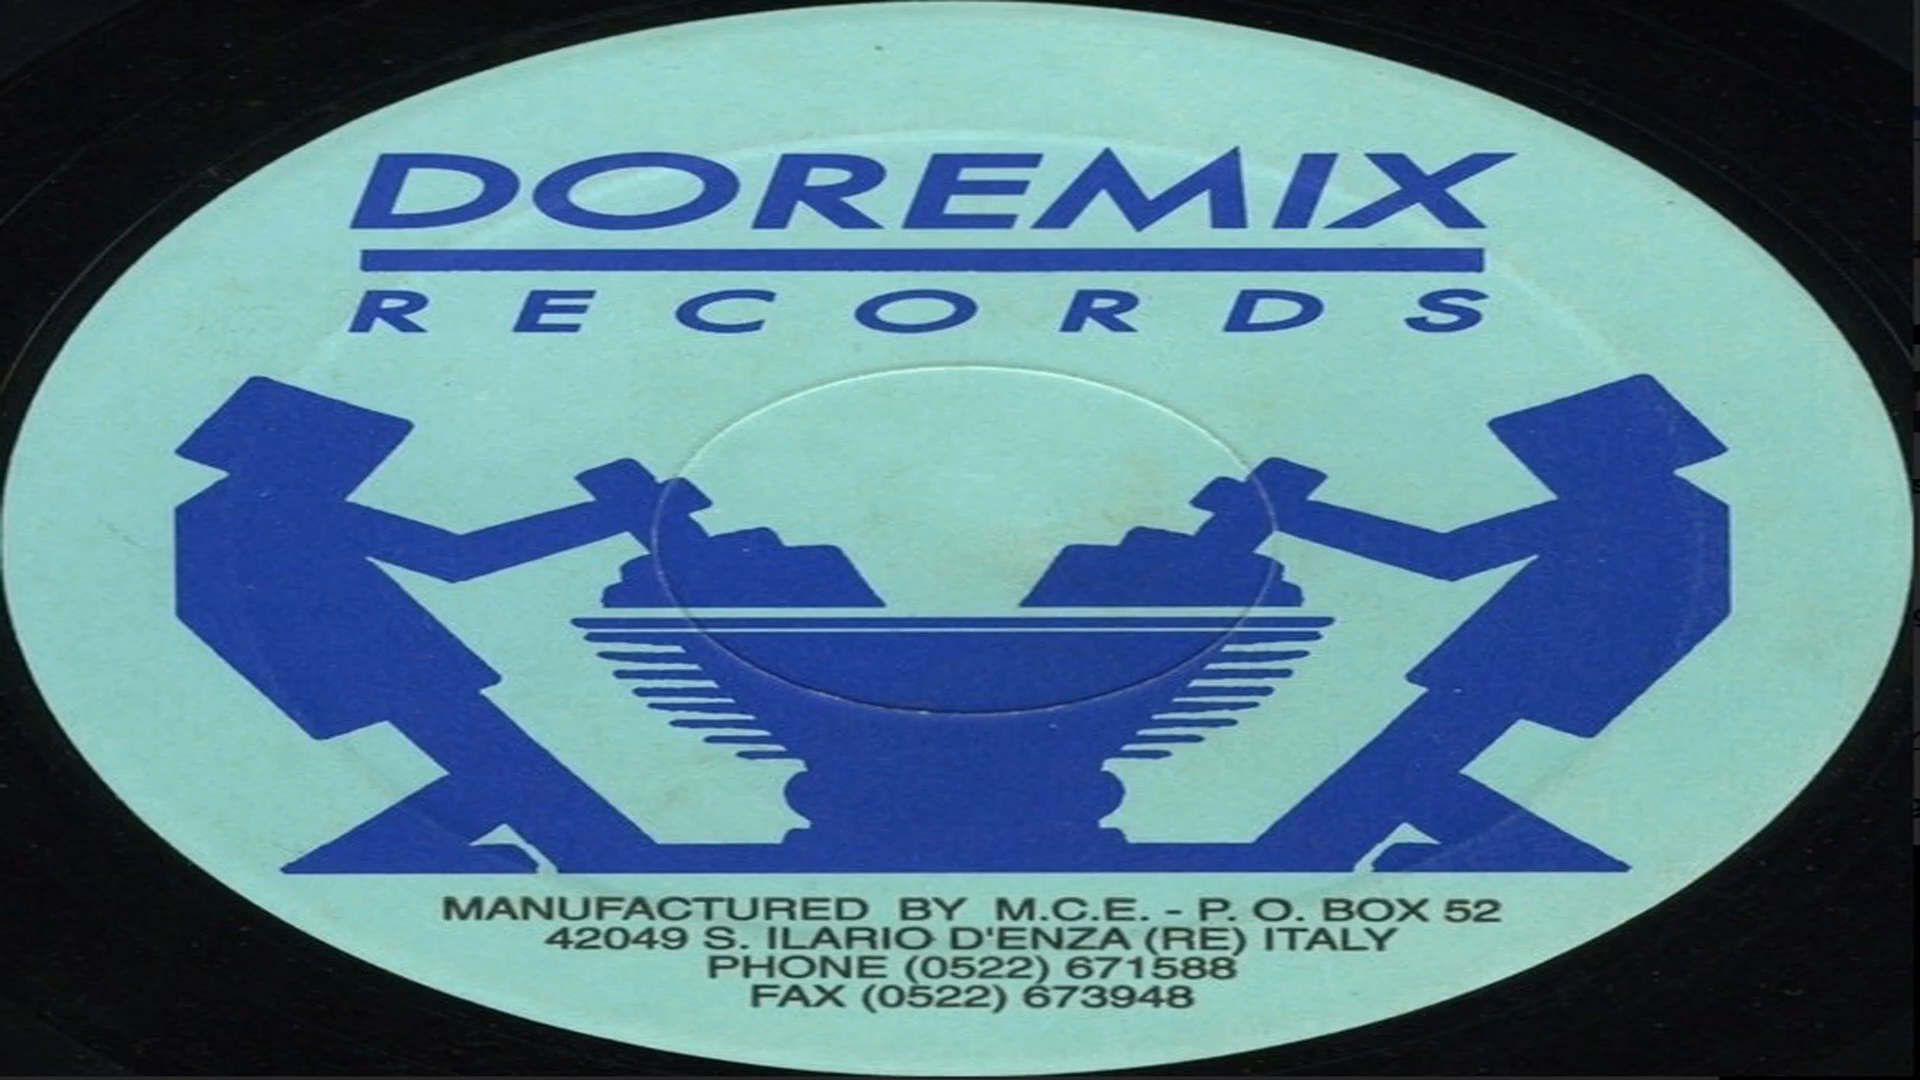 DOREMIX
RECORDS
MANUFACTURED BY M.C.E. - P. O. BOX 52
42049 S. ILARIO D'ENZA (RE) ITALY
PHONE (0522) 671588
FAX (0522) 673948